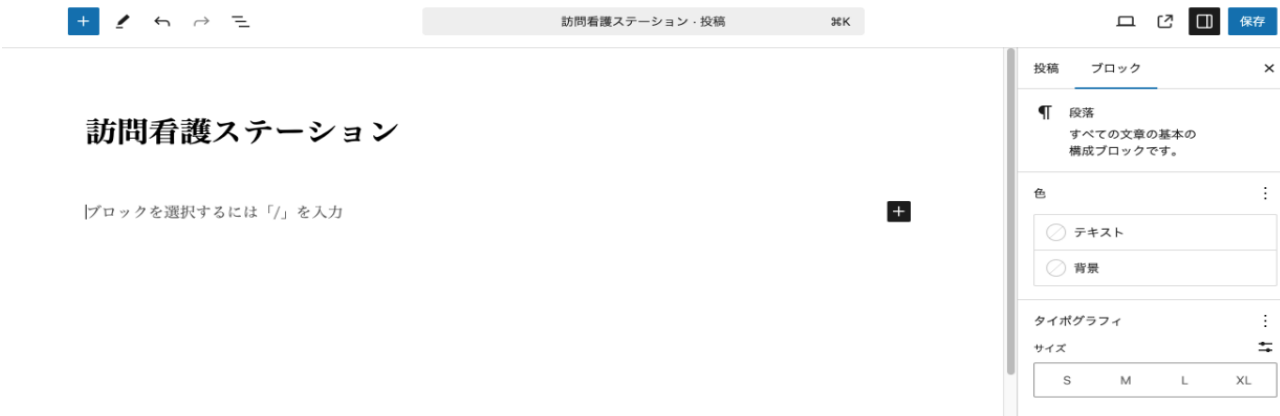 訪問看護ステーション · 投稿 ⌘K
保存
訪問看護ステーション
ブロックを選択するには「/」を入力
投稿 ブロック
段落
すべての文章の基本の
構成ブロックです。
色
テキスト
背景
タイポグラフィ
サイズ
S M L XL